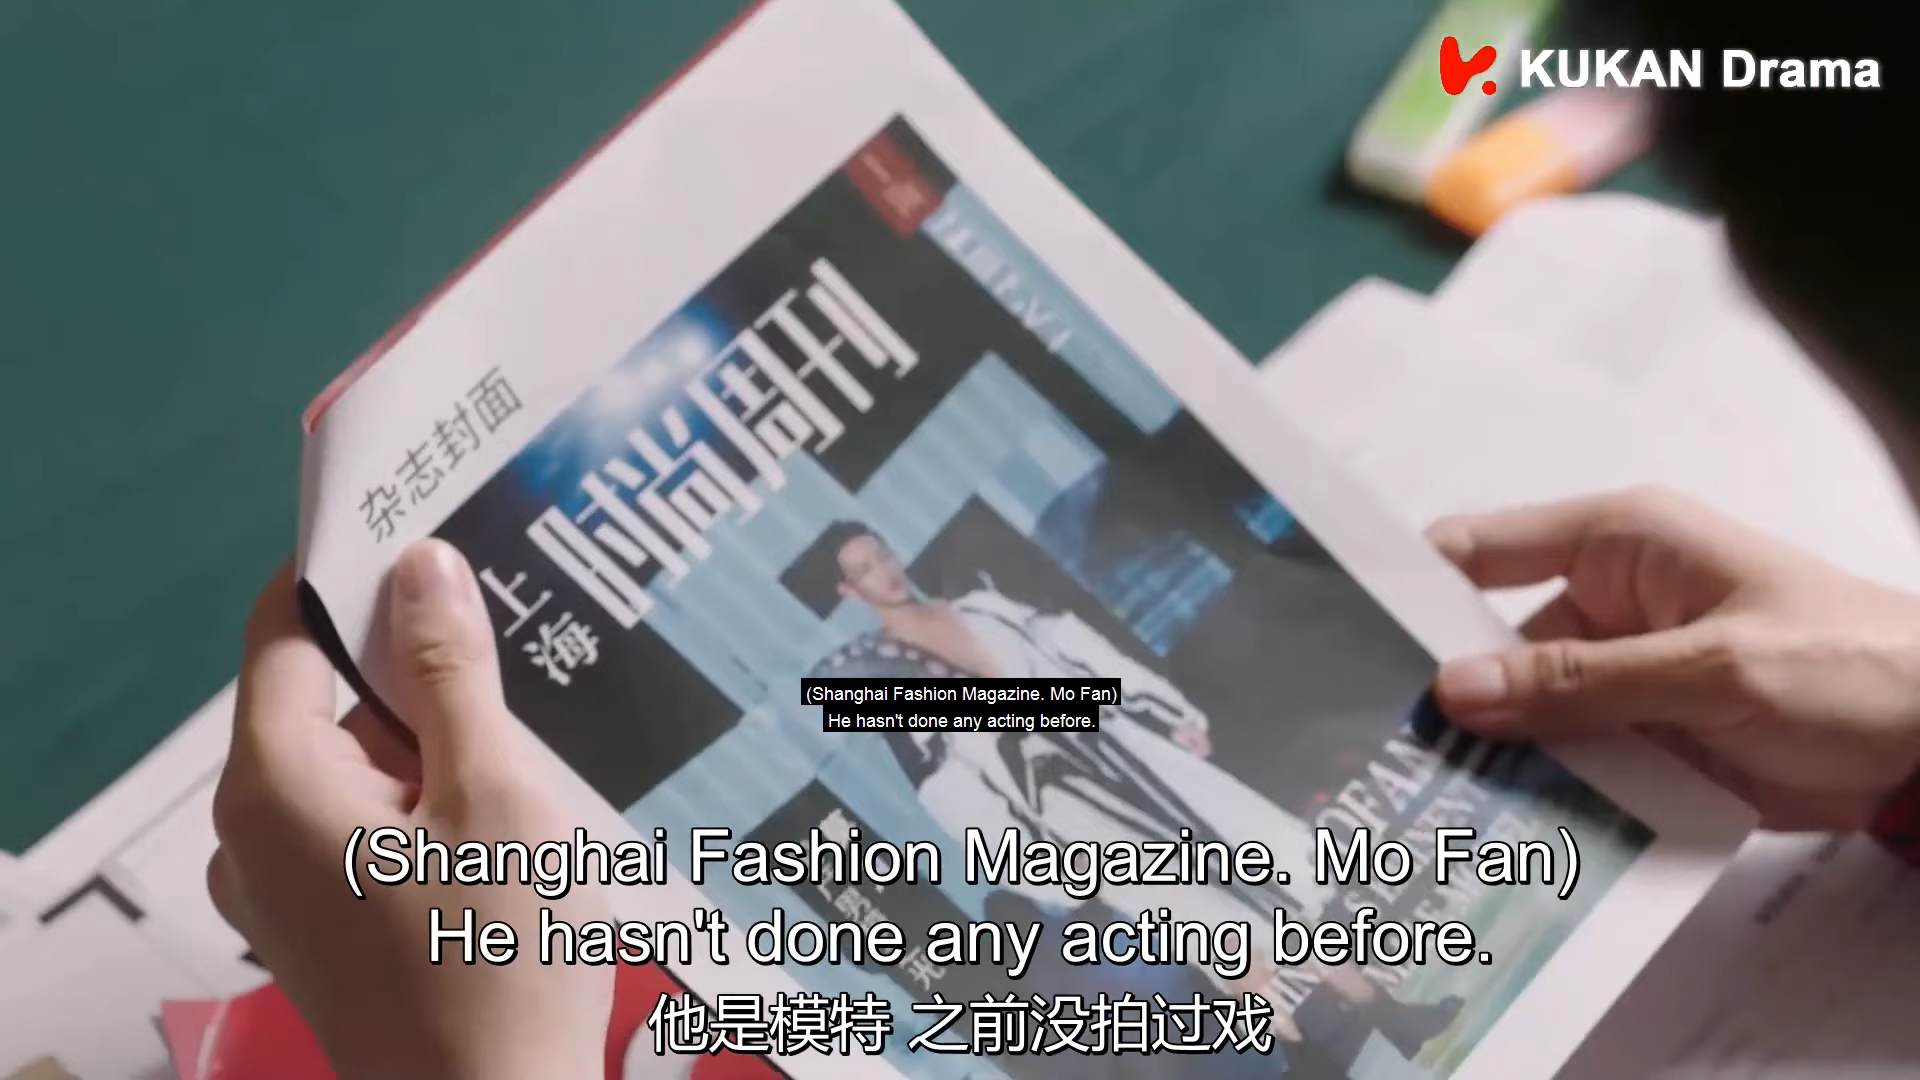 KUKAN Drama
杂志封面
时尚周刊
上海
(Shanghai Fashion Magazine. Mo Fan)
He hasn't done any acting before.
(Shanghai Fashion Magazine. Mo Fan)
He hasn't done any acting before.
他是模特 之前没拍过戏